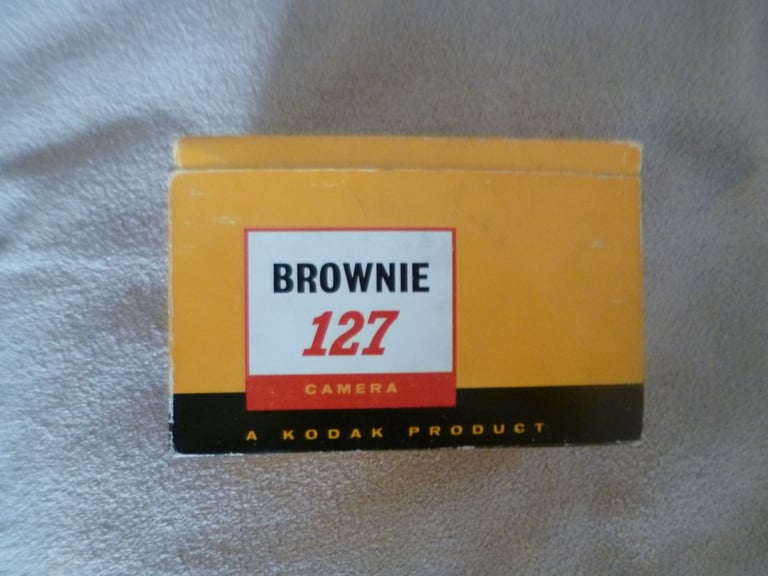 BROWNIE
127
CAMERA
A KODAK PRODUCT